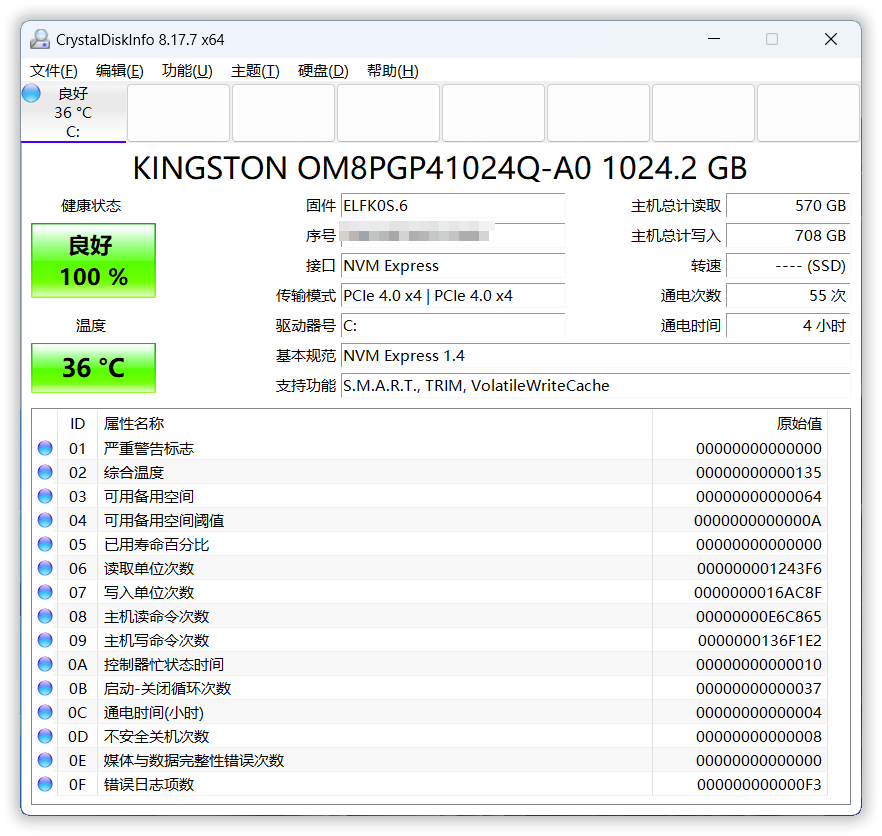 CrystalDiskInfo 8.17.7 x64
文件(F) 编辑(E) 功能(U) 主题(T) 硬盘(D) 帮助(H)
良好
36 °C
C:
KINGSTON OM8PGP41024Q-A0 1024.2 GB
健康状态
良好
100 %
温度
36 °C
固件 ELFK0S.6
序号
接口 NVM Express
传输模式 PCIe 4.0 x4 | PCIe 4.0 x4
驱动器号 C:
基本规范 NVM Express 1.4
支持功能 S.M.A.R.T., TRIM, VolatileWriteCache
主机总计读取 570 GB
主机总计写入 708 GB
转速 ---- (SSD)
通电次数 55 次
通电时间 4 小时
ID 属性名称 原始值
01 严重警告标志 00000000000000
02 综合温度 00000000000135
03 可用备用空间 00000000000064
04 可用备用空间阈值 0000000000000A
05 已用寿命百分比 00000000000000
06 读取单位次数 000000001243F6
07 写入单位次数 0000000016AC8F
08 主机读命令次数 00000000E6C865
09 主机写命令次数 0000000136F1E2
0A 控制器忙状态时间 00000000000010
0B 启动-关闭循环次数 00000000000037
0C 通电时间(小时) 00000000000004
0D 不安全关机次数 00000000000008
0E 媒体与数据完整性错误次数 00000000000000
0F 错误日志项数 000000000000F3